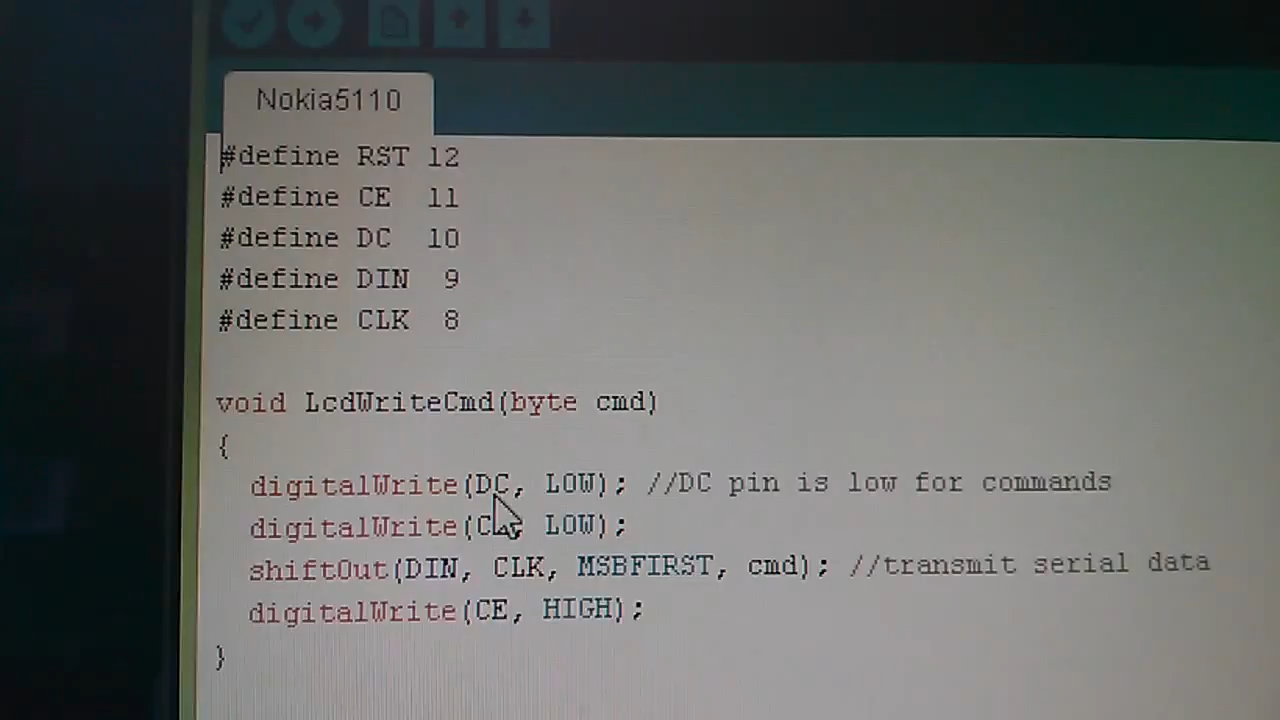 Nokia5110
#define RST 12
#define CE  11
#define DC  10
#define DIN  9
#define CLK  8
void LcdWriteCmd(byte cmd)
{
  digitalWrite(DC, LOW); //DC pin is low for commands
  digitalWrite( LOW);
  shiftOut(DIN, CLK, MSBFIRST, cmd); //transmit serial data
  digitalWrite(CE, HIGH);
}